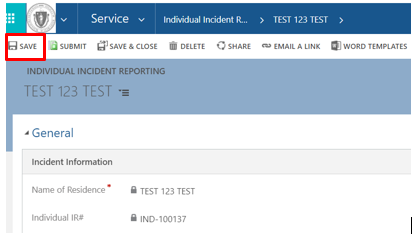 Service Individual Incident R... TEST 123 TEST
SAVE SUBMIT SAVE & CLOSE DELETE SHARE EMAIL A LINK WORD TEMPLATES
INDIVIDUAL INCIDENT REPORTING
TEST 123 TEST
General
Incident Information
Name of Residence* TEST 123 TEST
Individual IR# IND-100137